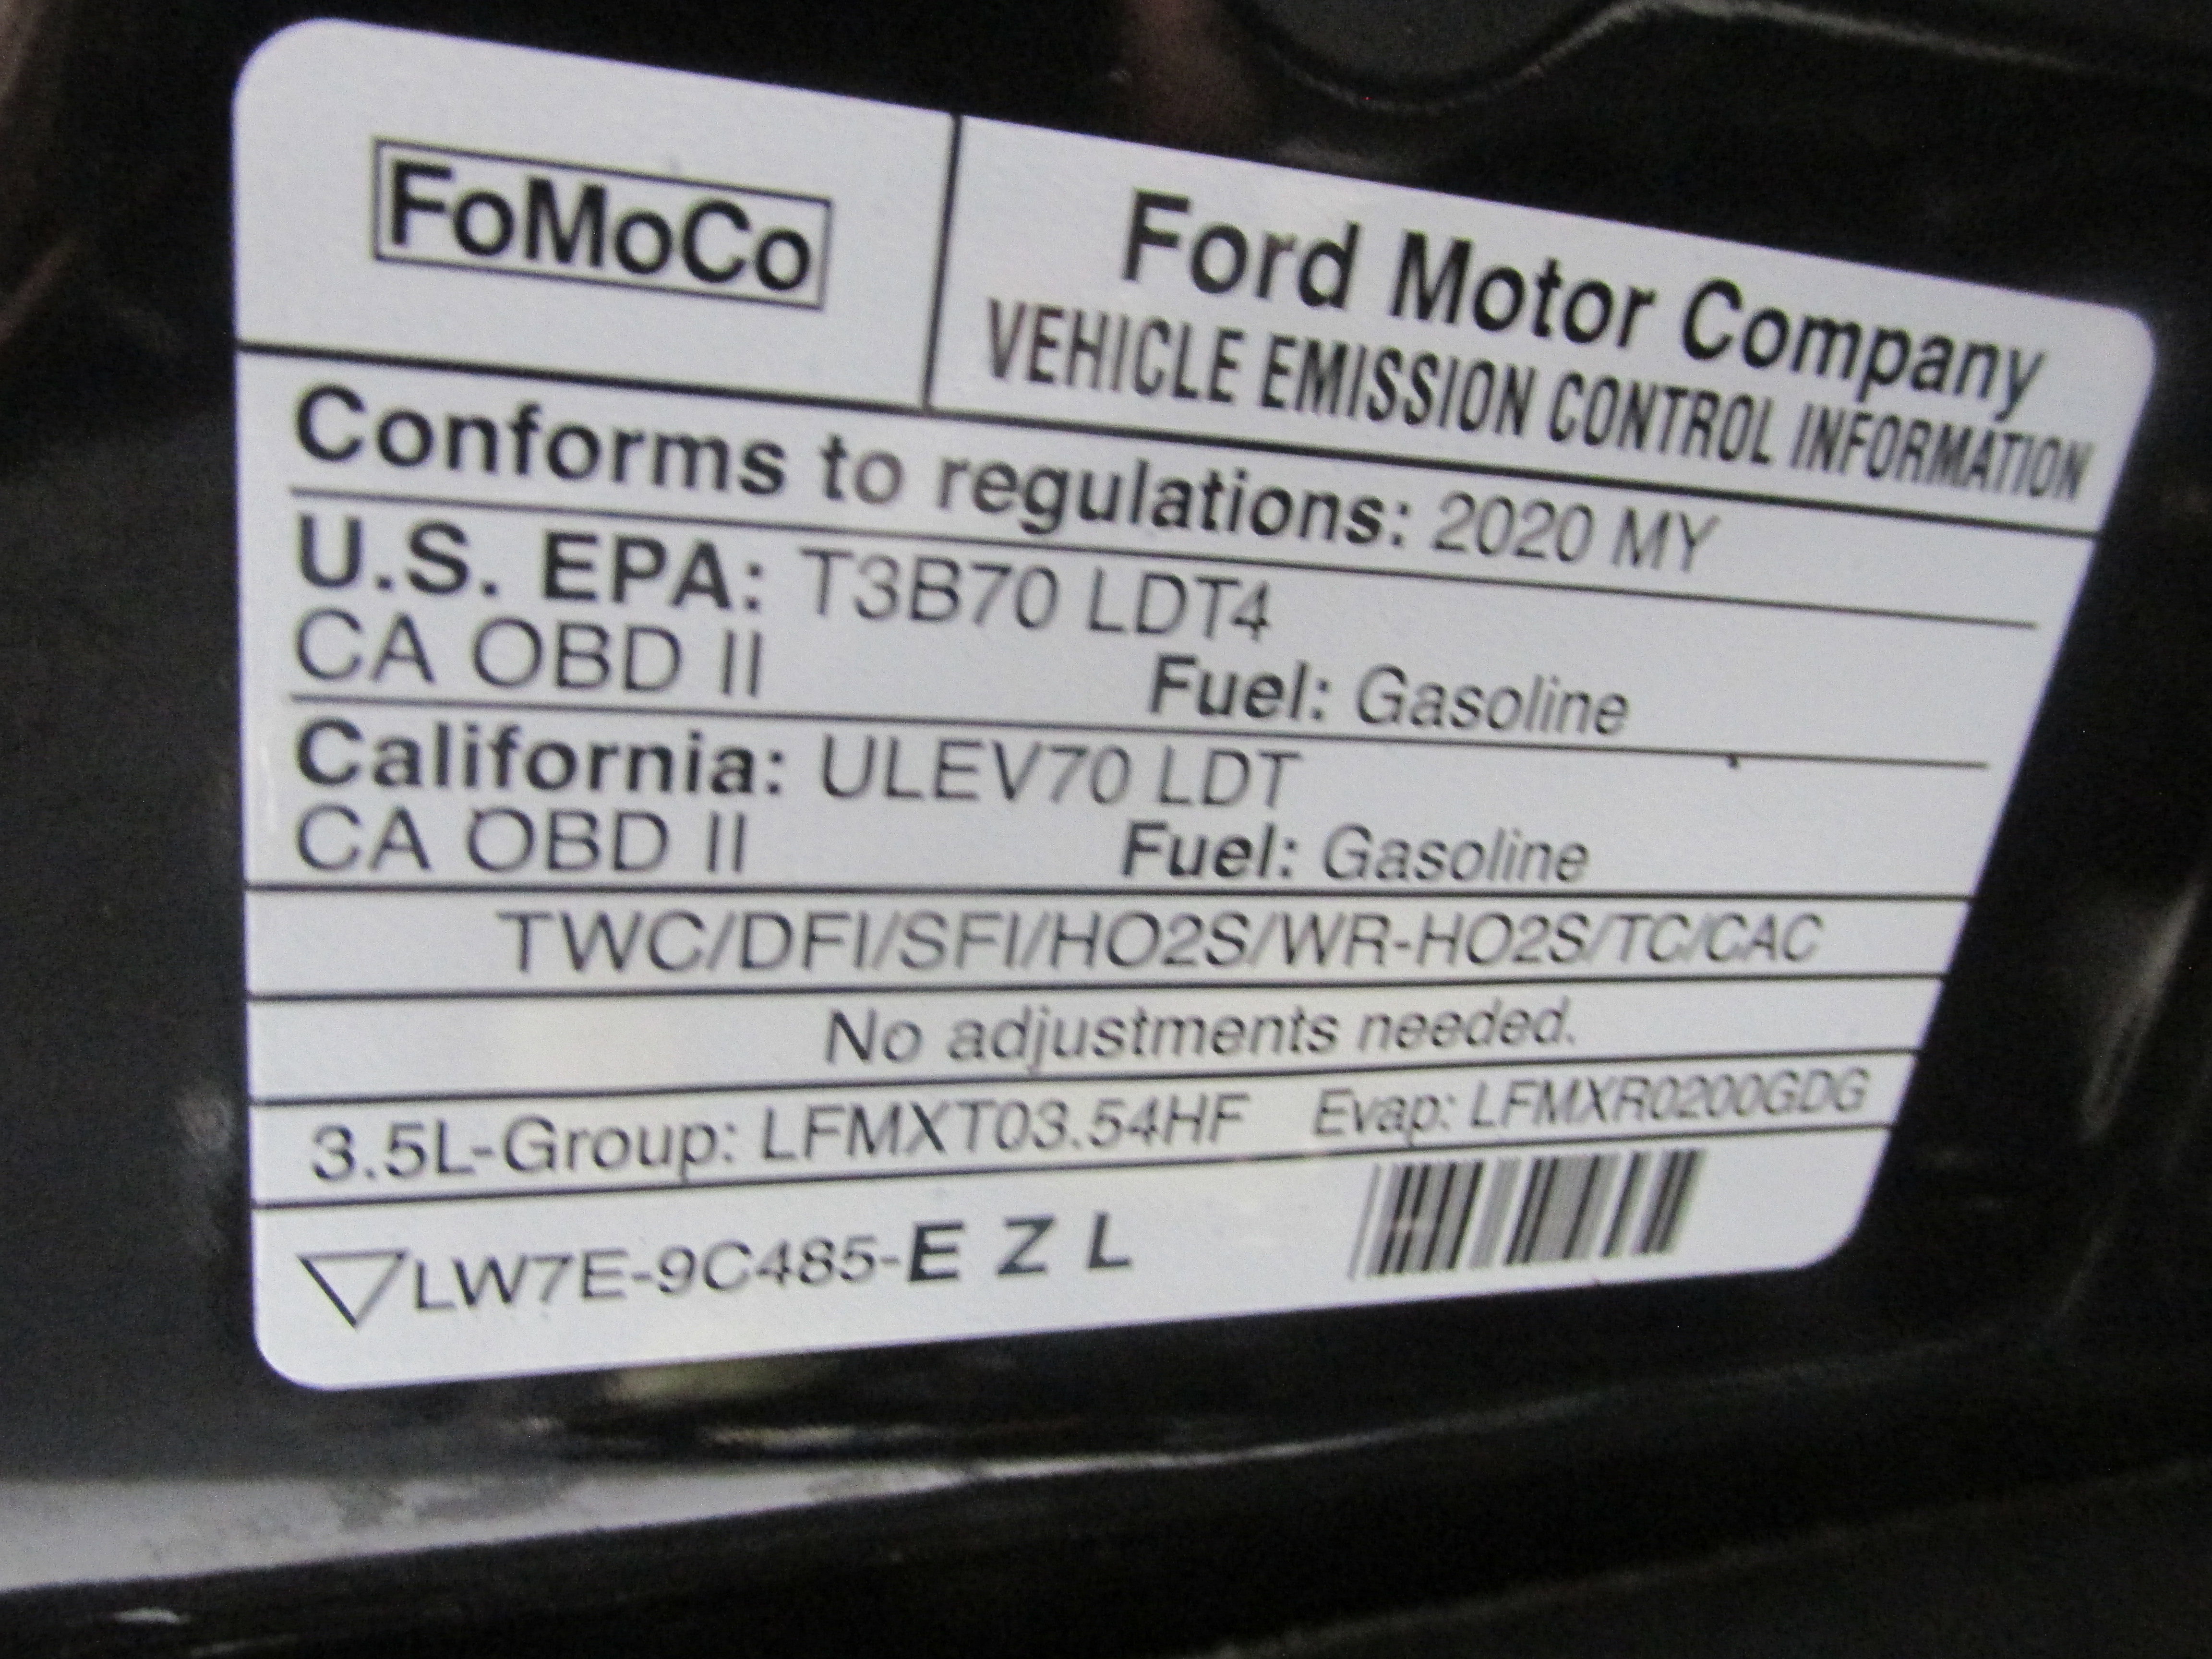 FoMoCo
Ford Motor Company
VEHICLE EMISSION CONTROL INFORMATION
Conforms to regulations: 2020 MY
U.S. EPA: T3B70 LDT4
CA OBD II Fuel: Gasoline
California: ULEV70 LDT
CA OBD II Fuel: Gasoline
TWC/DFI/SFI/HO2S/WR-HO2S/TC/CAC
No adjustments needed.
3.5L-Group: LFMXT03.54HF Evap: LFMXR0200GDG
LW7E-9C485-E Z L